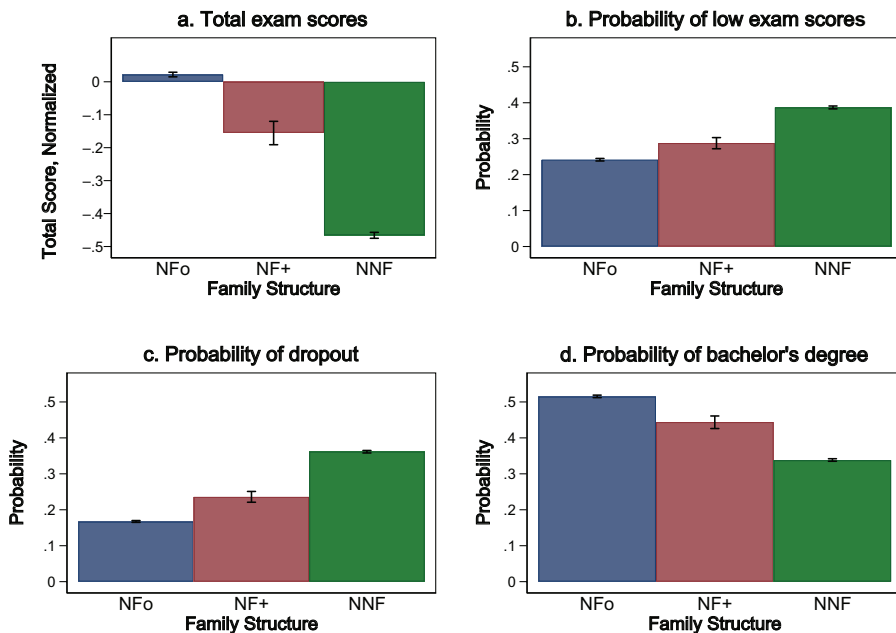 a. Total exam scores
Total Score, Normalized
0
–.1
–.2
–.3
–.4
–.5
NFo NF+ NNF
Family Structure
b. Probability of low exam scores
Probability
.5
.4
.3
.2
.1
0
NFo NF+ NNF
Family Structure
c. Probability of dropout
Probability
.5
.4
.3
.2
.1
0
NFo NF+ NNF
Family Structure
d. Probability of bachelor's degree
Probability
.5
.4
.3
.2
.1
0
NFo NF+ NNF
Family Structure